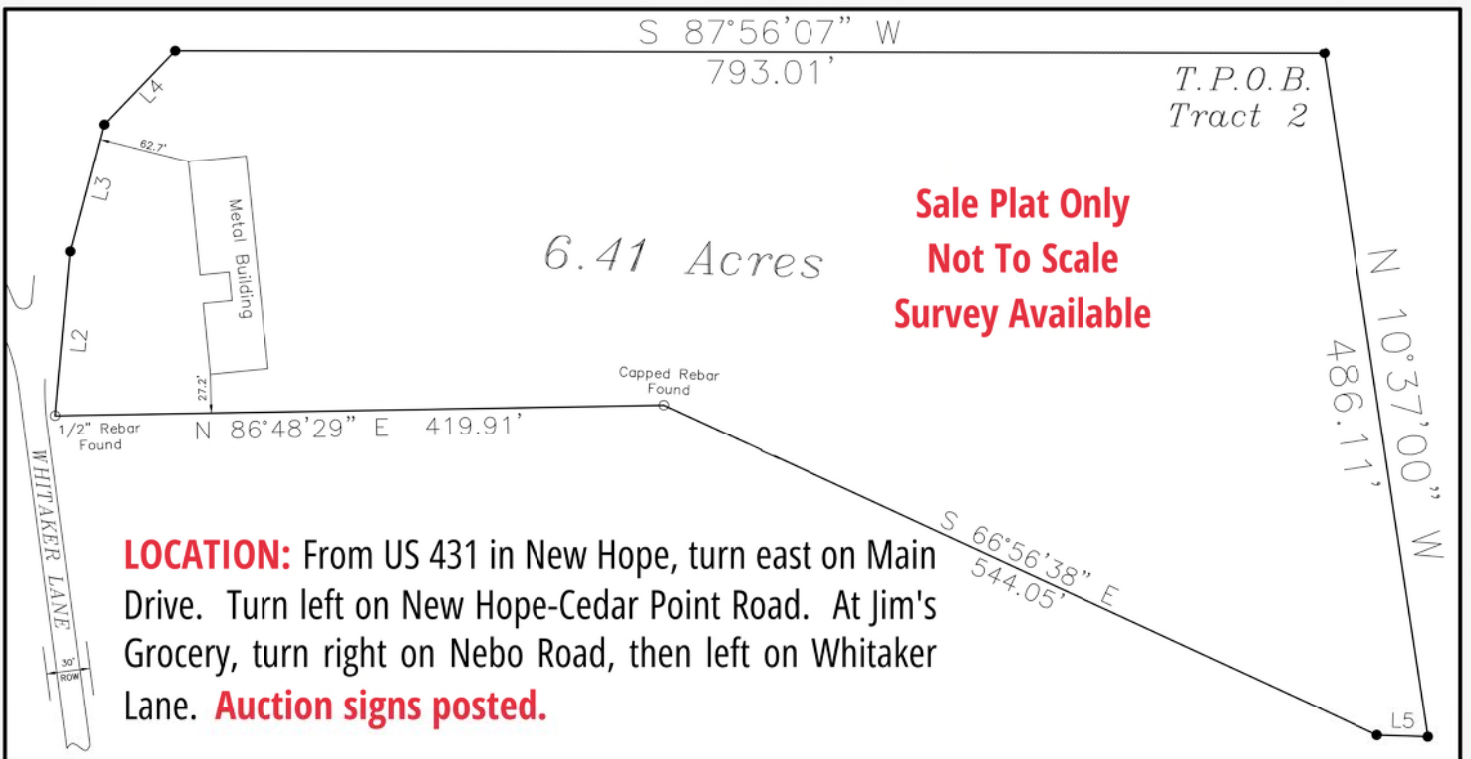 S 87°56'07" W
793.01'
T.P.O.B.
Tract 2
L4
62.7'
L3
Metal Building
Sale Plat Only
Not To Scale
Survey Available
6.41 Acres
N 10°37'00" W
486.11'
L2
27.2'
Capped Rebar
Found
1/2" Rebar
Found
N 86°48'29" E 419.91'
WHITAKER LANE
S 66°56'38" E
544.05'
LOCATION: From US 431 in New Hope, turn east on Main
Drive. Turn left on New Hope-Cedar Point Road. At Jim's
Grocery, turn right on Nebo Road, then left on Whitaker
Lane. Auction signs posted.
30'
ROW
L5